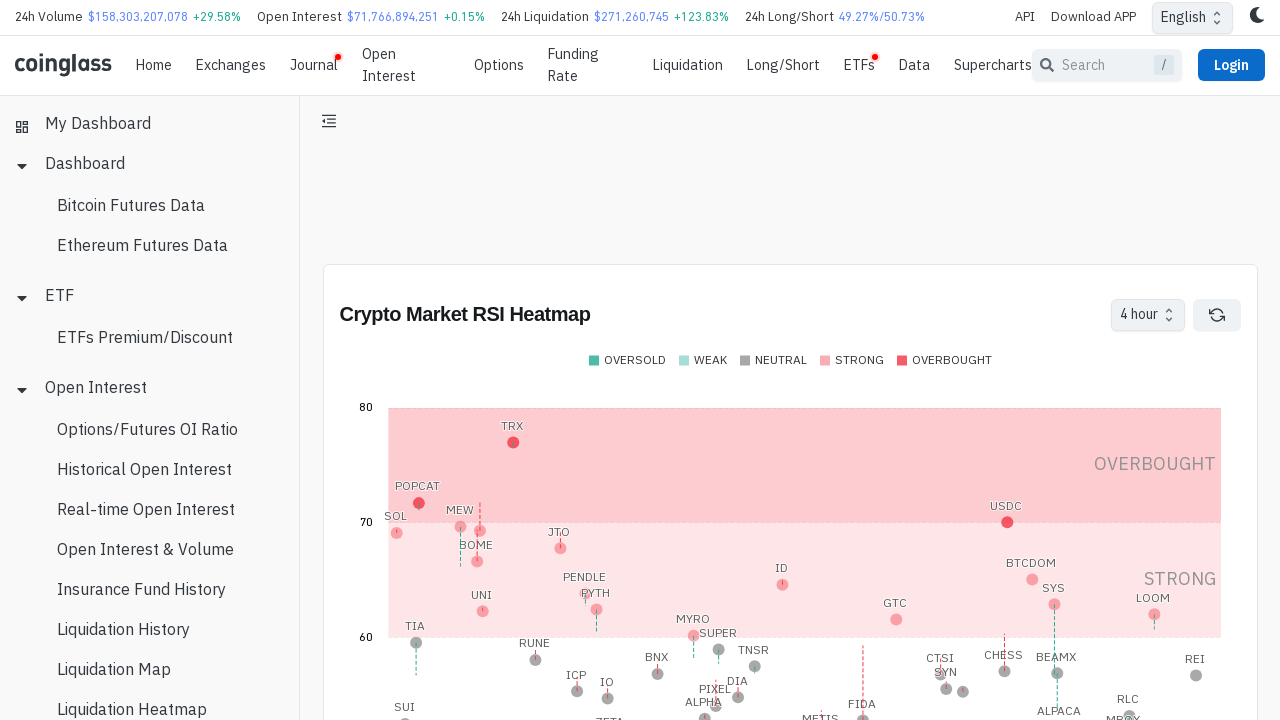 24h Volume $158,303,207,078 +29.58% Open Interest $71,766,894,251 +0.15% 24h Liquidation $271,260,745 +123.83% 24h Long/Short 49.27%/50.73% API Download APP English
coinglass Home Exchanges Journal Open Interest Options Funding Rate Liquidation Long/Short ETFs Data Supercharts Search / Login
My Dashboard
Dashboard
Bitcoin Futures Data
Ethereum Futures Data
ETF
ETFs Premium/Discount
Open Interest
Options/Futures OI Ratio
Historical Open Interest
Real-time Open Interest
Open Interest & Volume
Insurance Fund History
Liquidation History
Liquidation Map
Liquidation Heatmap
Crypto Market RSI Heatmap 4 hour
OVERSOLD WEAK NEUTRAL STRONG OVERBOUGHT
80
TRX
OVERBOUGHT
POPCAT
SOL MEW USDC
70
JTO
BOME
BTCDOM
ID
PENDLE STRONG
PYTH SYS
UNI LOOM
GTC
MYRO
TIA SUPER
60
RUNE TNSR
BNX CTSI CHESS BEAMX REI
ICP SYN
IO DIA
PIXEL
ALPHA RLC
SUI FIDA
ALPACA